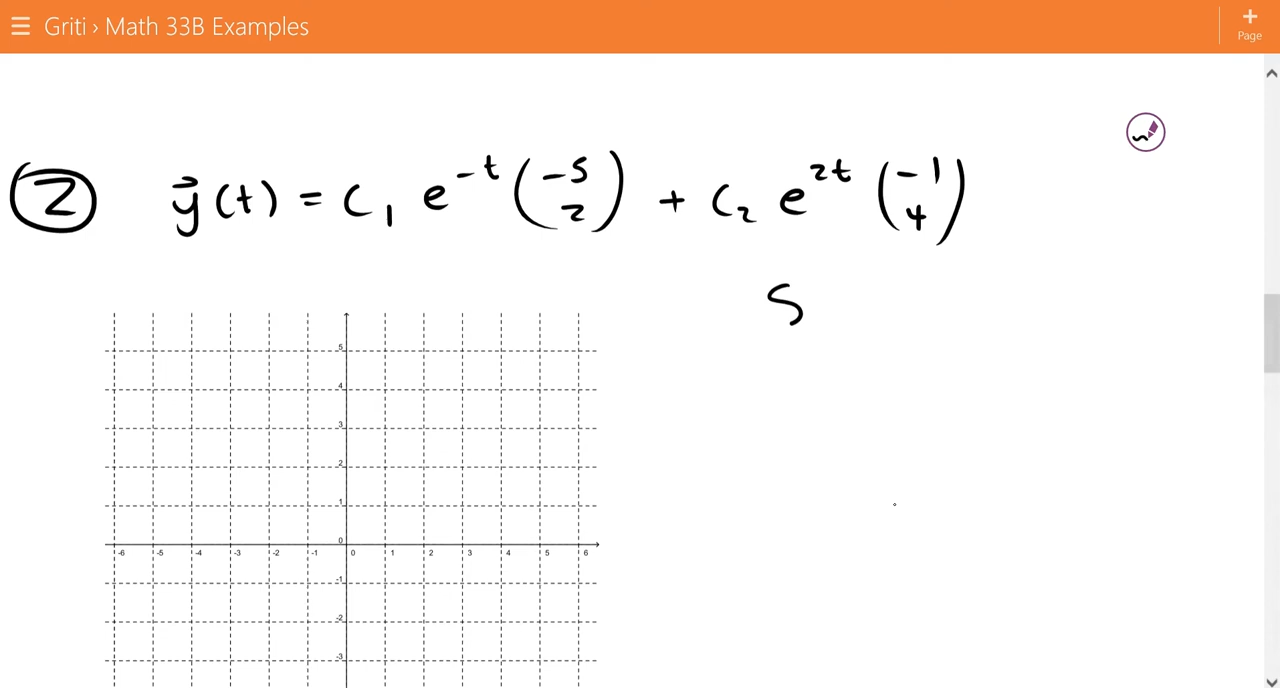 Griti › Math 33B Examples
+
Page
② y⃗(t) = c₁ e^{-t} (-5 2) + c₂ e^{2t} (-1 4)
S
5
4
3
2
1
0
-6 -5 -4 -3 -2 -1 0 1 2 3 4 5 6
-1
-2
-3